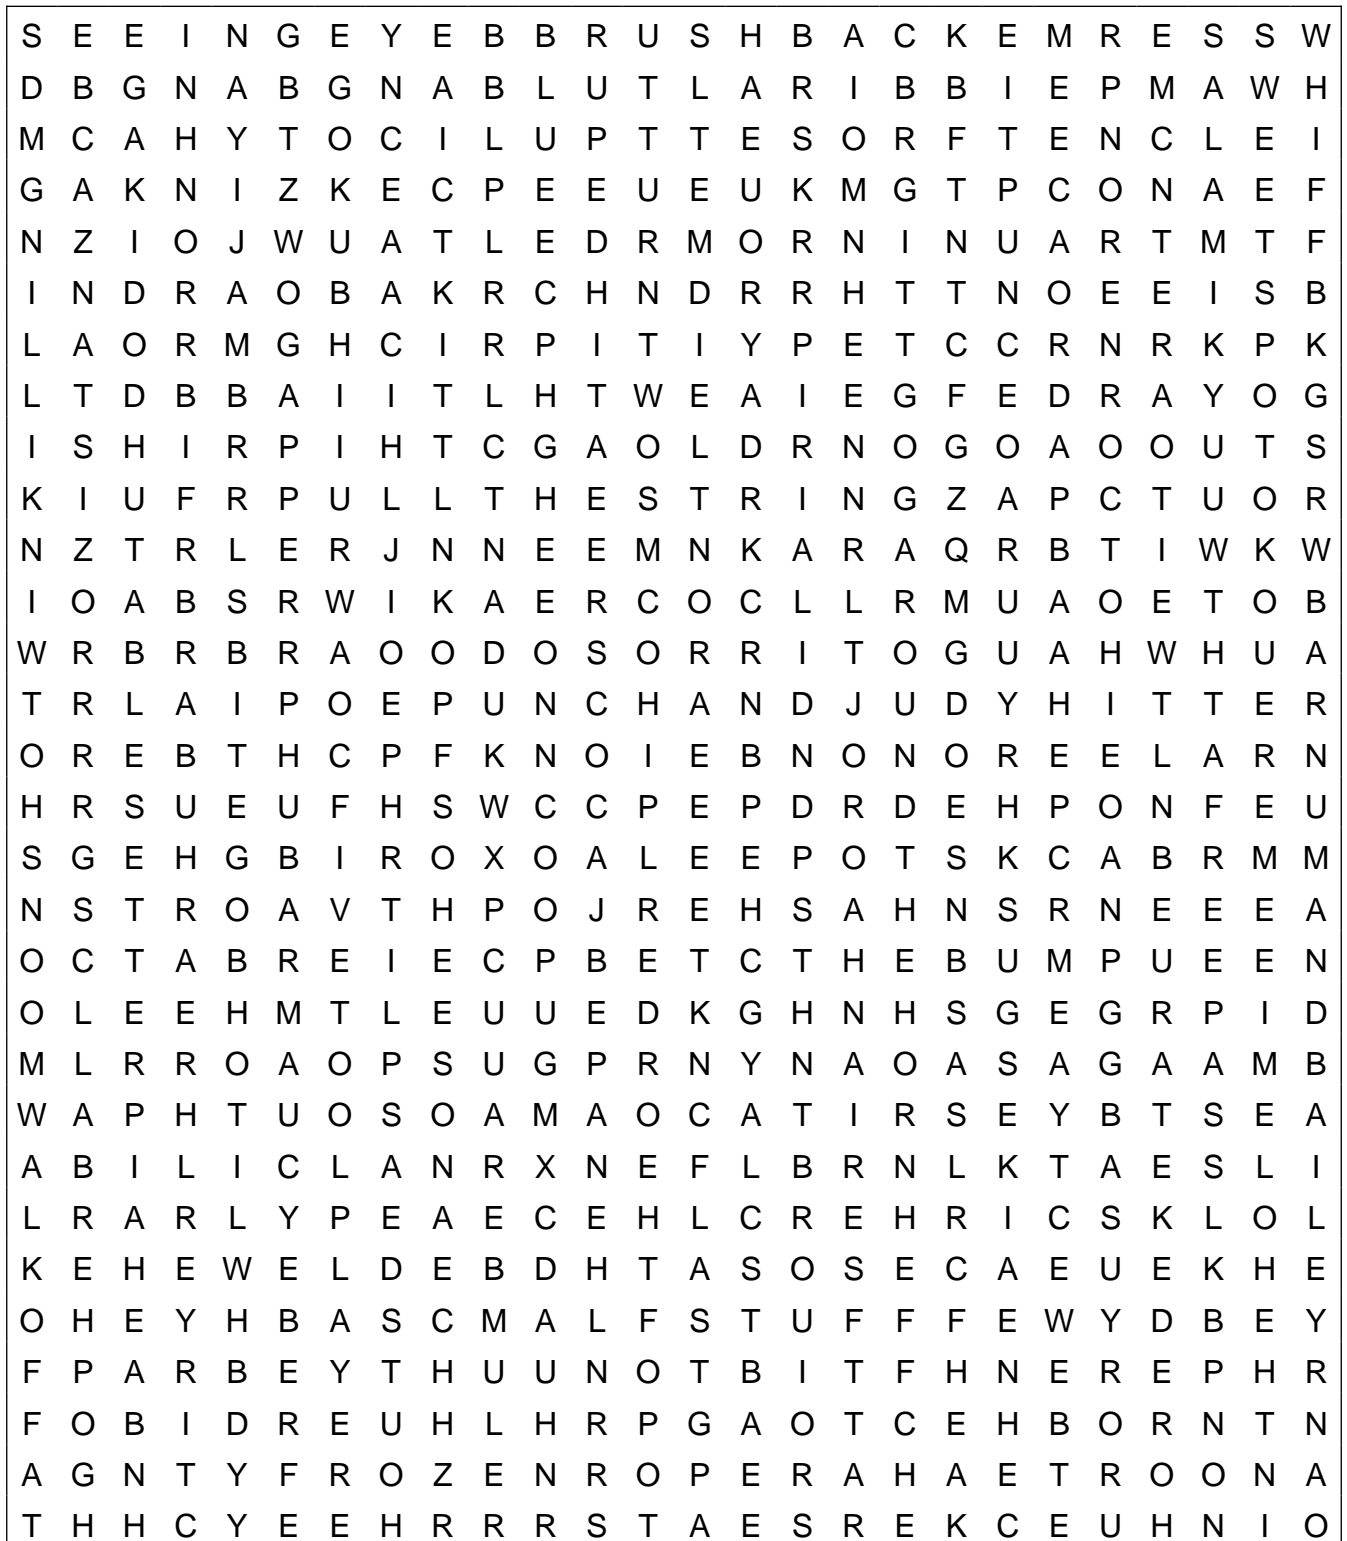 S E E I N G E Y E B B R U S H B A C K E M R E S S W
D B G N A B G N A B L U T L A R I B B I E P M A W H
M C A H Y T O C I L U P T T E S O R F T E N C L E I
G A K N I Z K E C P E E U E U K M G T P C O N A E F
N Z I O J W U A T L E D R M O R N I N U A R T M T F
I N D R A O B A K R C H N D R R H T T N O E E I S B
L A O R M G H C I R P I T I Y P E T C C R N R K P K
L T D B B A I I T L H T W E A I E G F E D R A Y O G
I S H I R P I H T C G A O L D R N O G O A O O U T S
K I U F R P U L L T H E S T R I N G Z A P C T U O R
N Z T R L E R J N N E E M N K A R A Q R B T I W K W
I O A B S R W I K A E R C O C L L R M U A O E T O B
W R B R B R A O O D O S O R R I T O G U A H W H U A
T R L A I P O E P U N C H A N D J U D Y H I T T E R
O R E B T H C P F K N O I E B N O N O R E E L A R N
H R S U E U F H S W C C P E P D R D E H P O N F E U
S G E H G B I R O X O A L E E P O T S K C A B R M M
N S T R O A V T H P O J R E H S A H N S R N E E E A
O C T A B R E I E C P B E T C T H E B U M P U E E N
O L E E H M T L E U U E D K G H N H S G E G R P I D
M L R R O A O P S U G P R N Y N A O A S A G A A M B
W A P H T U O S O A M A O C A T I R S E Y B T S E A
A B I L I C L A N R X N E F L B R N L K T A E S L I
L R A R L Y P E A E C E H L C R E H R I C S K L O L
K E H E W E L D E B D H T A S O S E C A E U E K H E
O H E Y H B A S C M A L F S T U F F F E W Y D B E Y
F P A R B E Y T H U U N O T B I T F H N E R E P H R
F O B I D R E U H L H R P G A O T C E H B O R N T N
A G N T Y F R O Z E N R O P E R A H A E T R O O N A
T H H C Y E E H R R R S T A E S R E K C E U H N I O